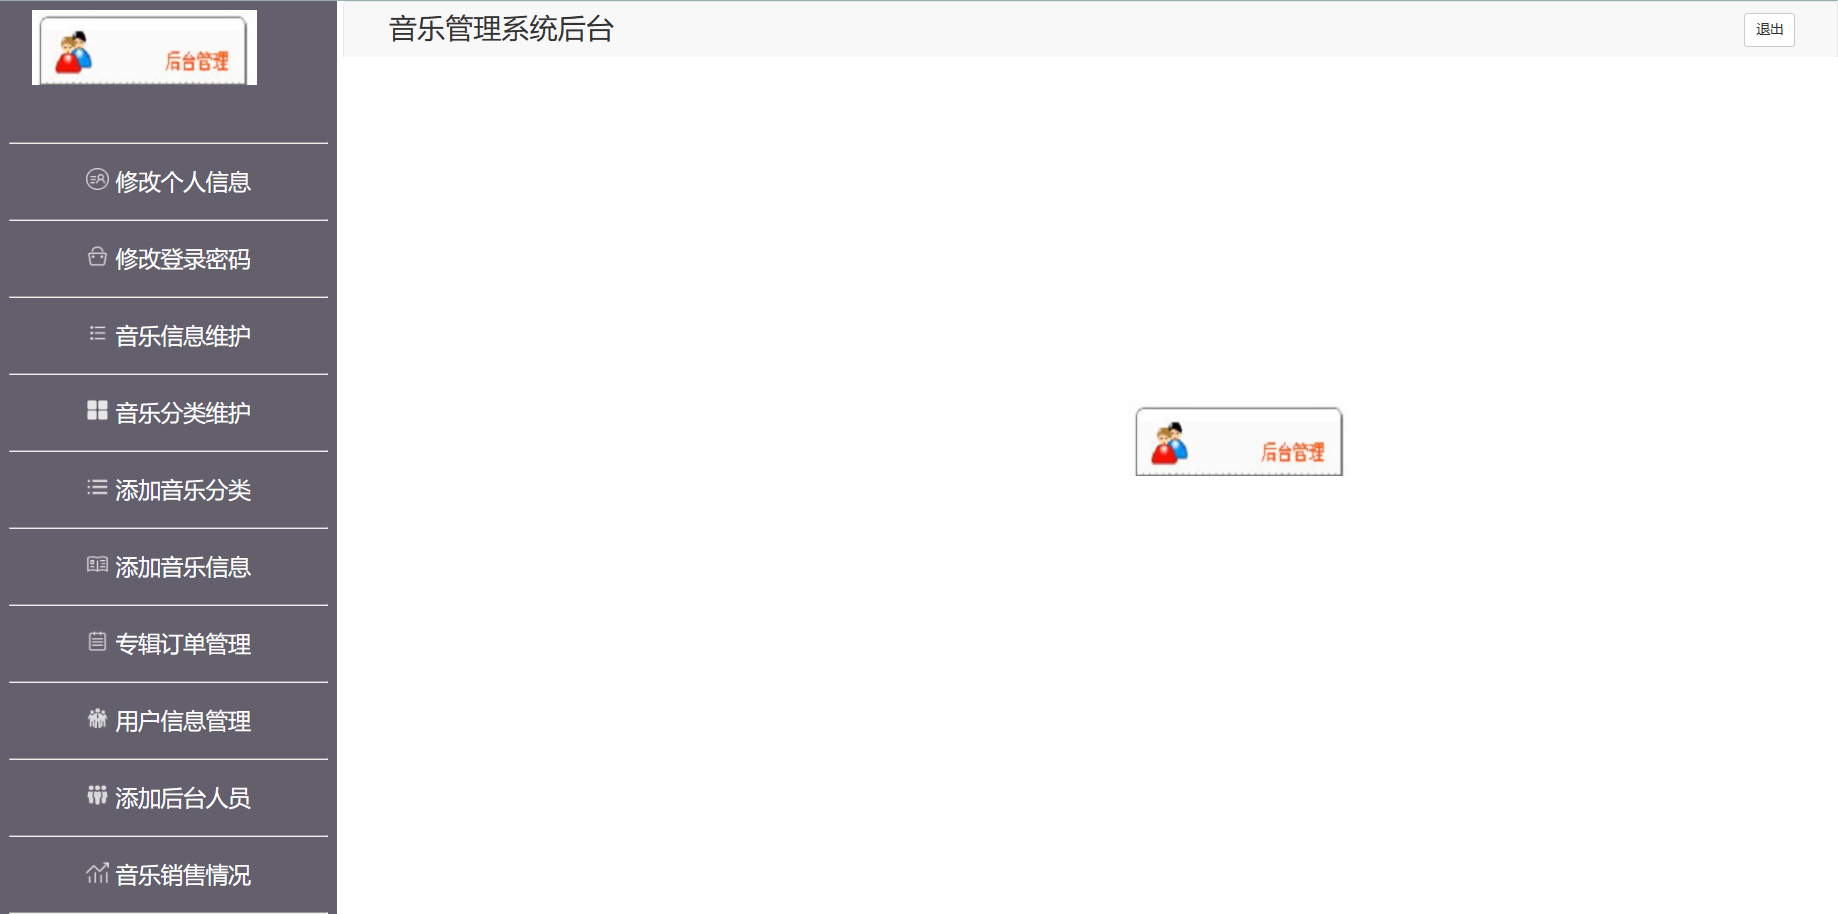 后台管理
音乐管理系统后台
退出
修改个人信息
修改登录密码
音乐信息维护
音乐分类维护
添加音乐分类
添加音乐信息
专辑订单管理
用户信息管理
添加后台人员
音乐销售情况
后台管理